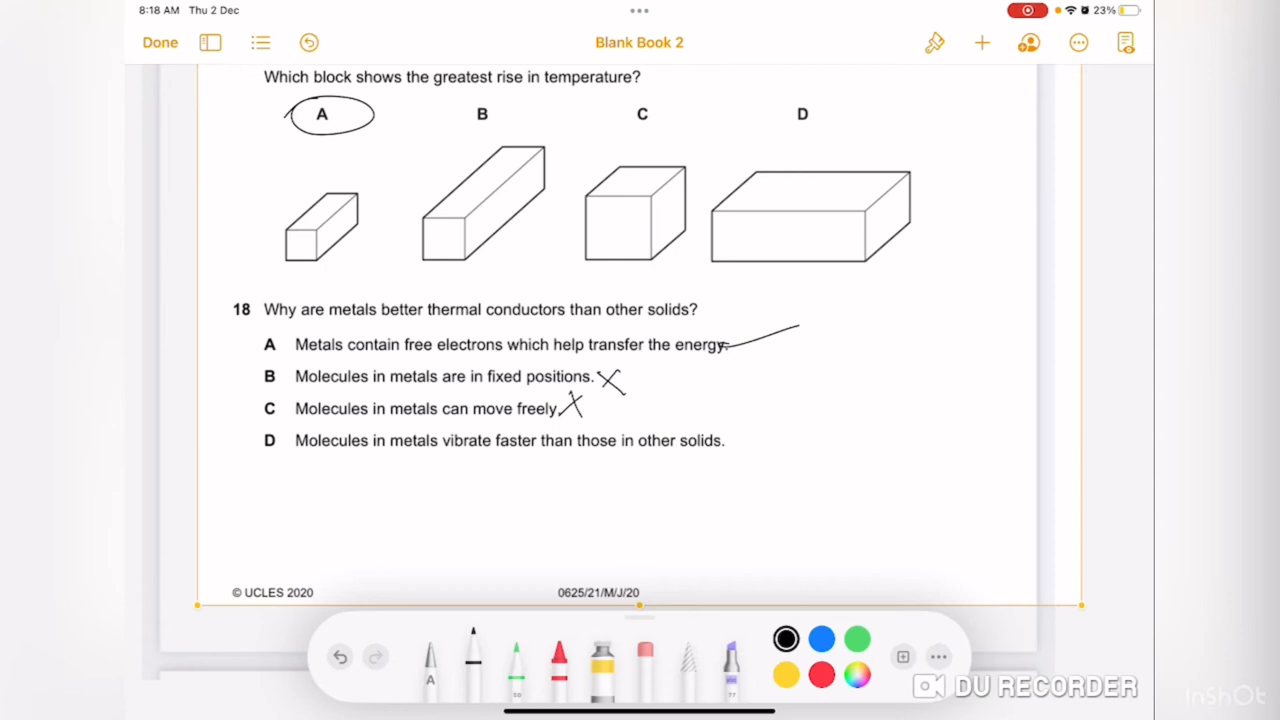 8:18 AM Thu 2 Dec
23%
Done
Blank Book 2
Which block shows the greatest rise in temperature?
A B C D
18 Why are metals better thermal conductors than other solids?
A Metals contain free electrons which help transfer the energy.
B Molecules in metals are in fixed positions.
C Molecules in metals can move freely.
D Molecules in metals vibrate faster than those in other solids.
© UCLES 2020 0625/21/M/J/20
A
50
77
DU RECORDER
InShOt